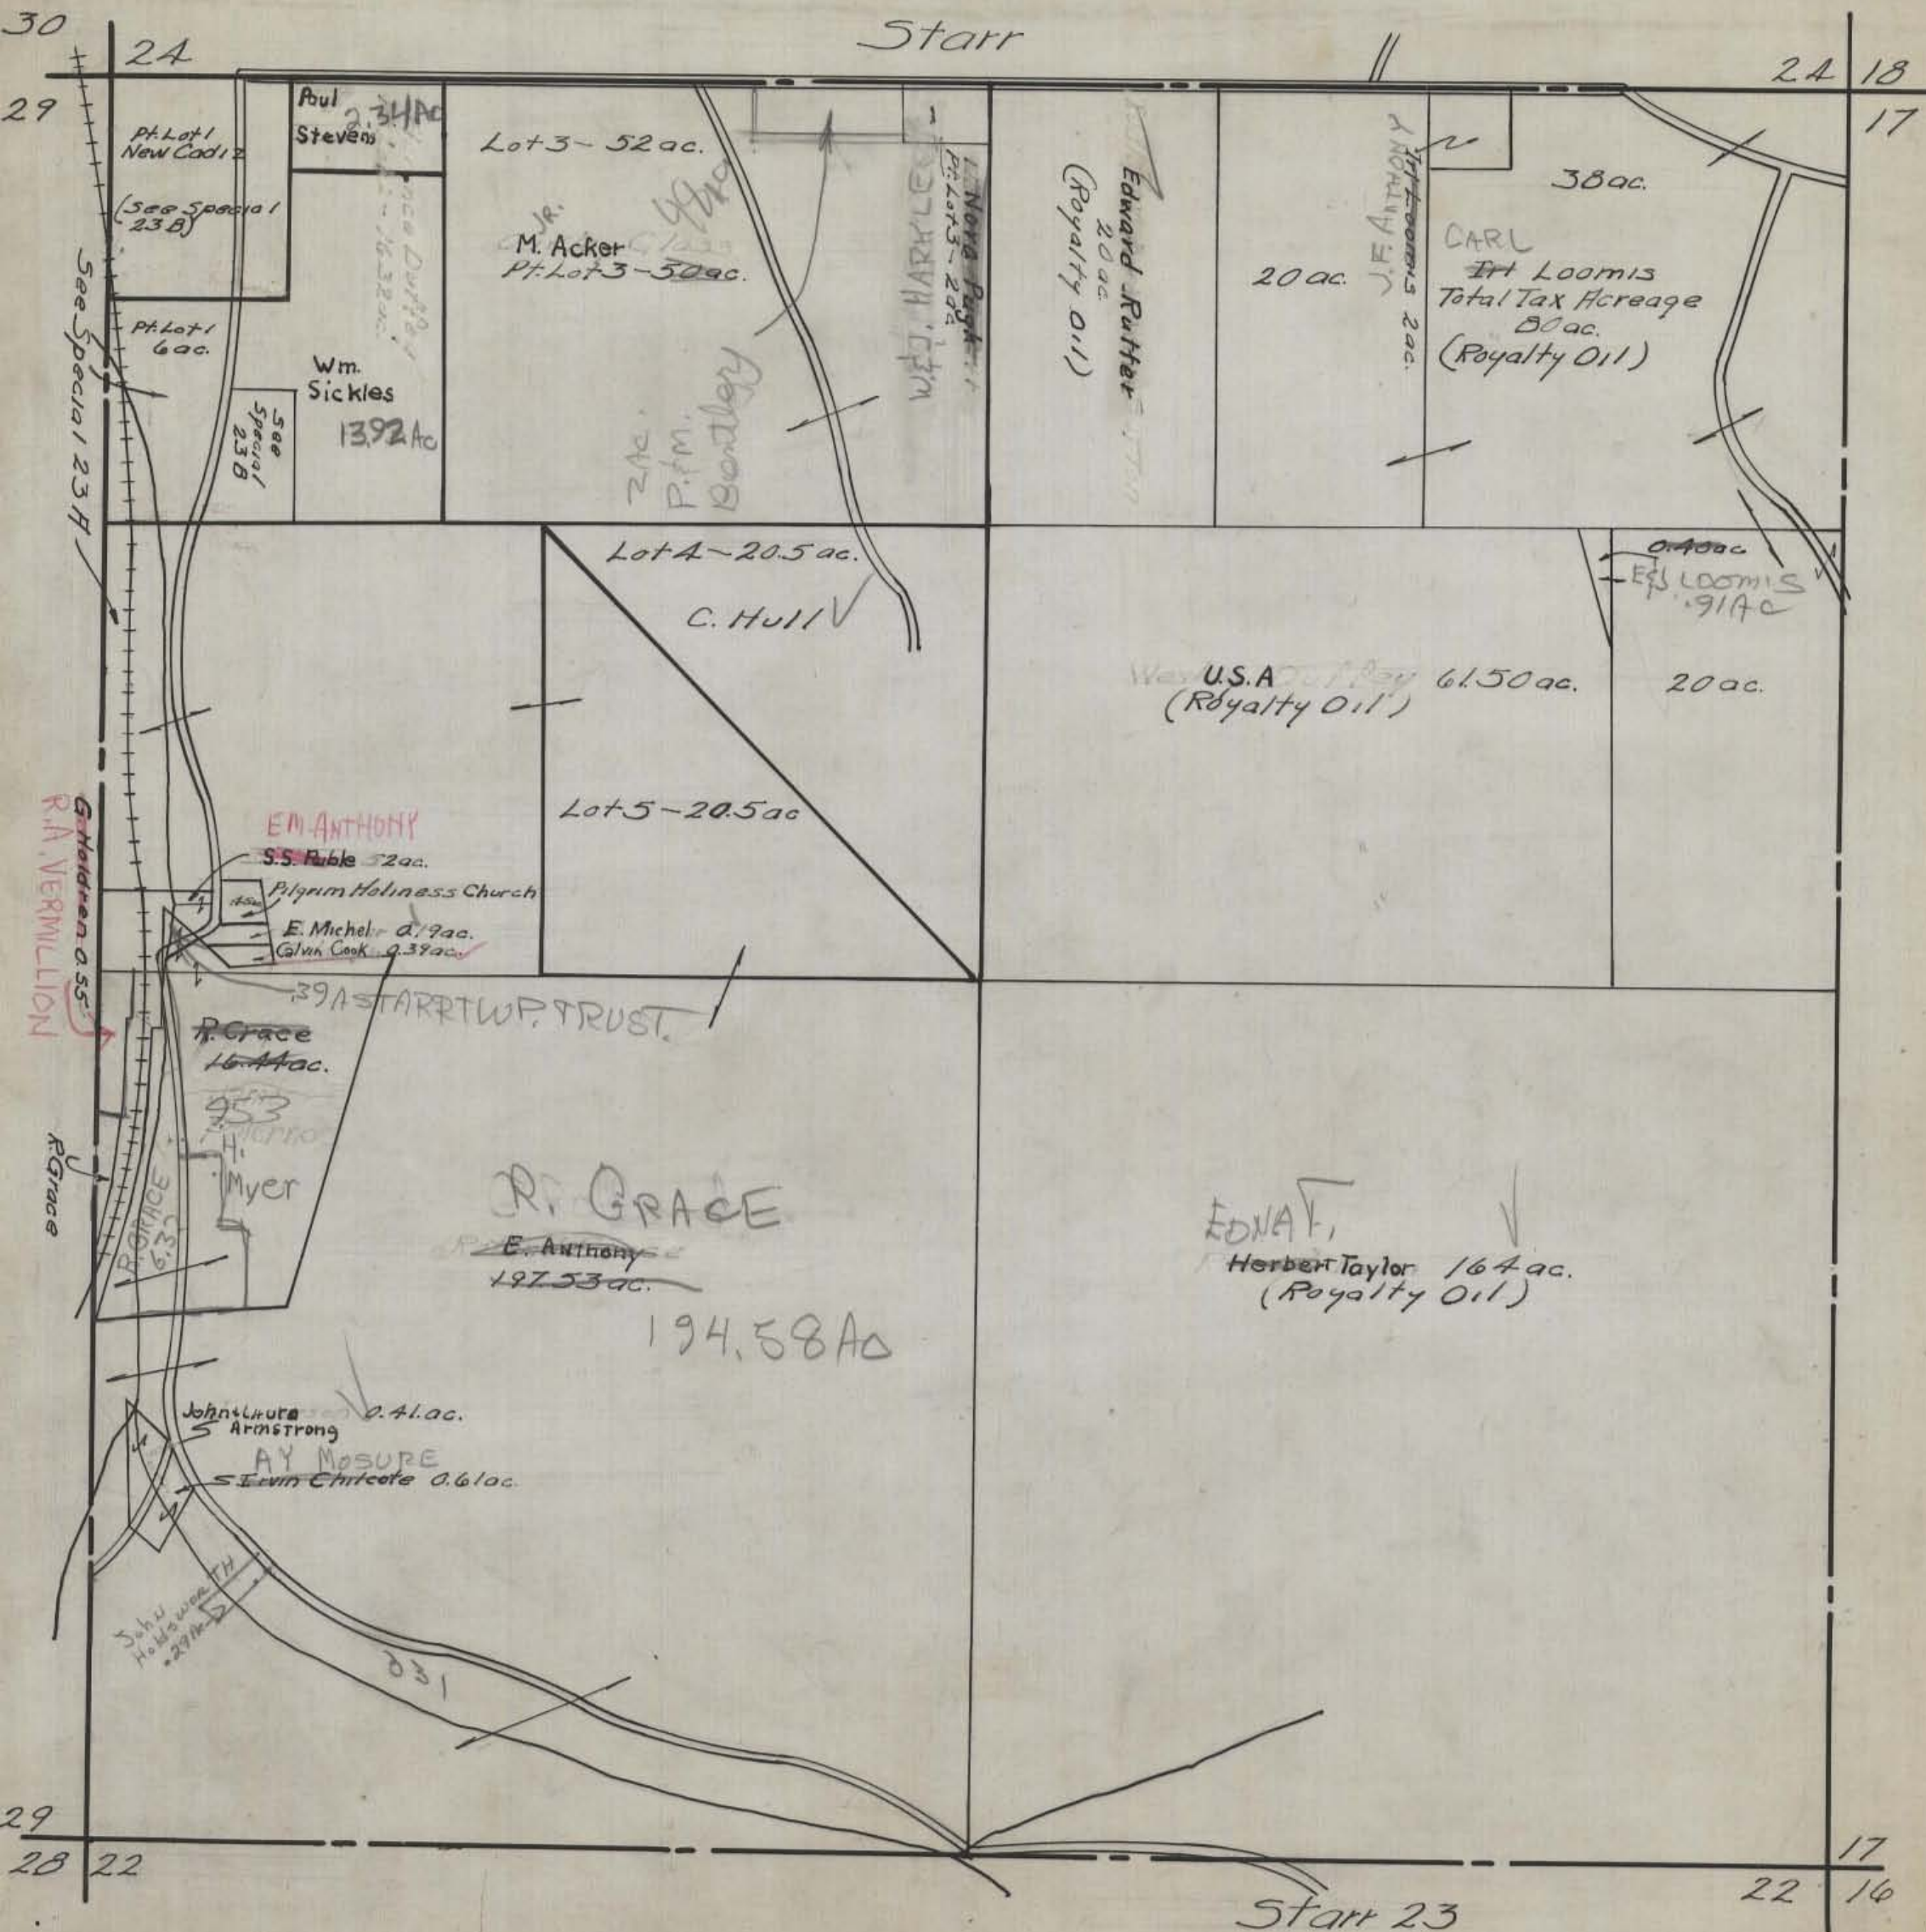 30
24
Starr
24 18
29
17
Pt. Lot 1
New Cadiz
(See Special
23 B)
Paul
Stevens
2.34 Ac
Lot 3 - 52 ac.
Jr.
M. Acker
Pt. Lot 3 - 50 ac.
W.& J. HARKLE
Nora
Pt. Lot 3 - 2 ac
Edward Rutter
20 ac.
(Royalty Oil)
20 ac.
J.F. ANTHONY
Irl Loomis 2 ac.
38 ac.
CARL
Irl Loomis
Total Tax Acreage
80 ac.
(Royalty Oil)
Pt. Lot 1
6 ac.
See Special 23 A
See
Special
23 B
Wm.
Sickles
13.92 Ac
2 Ac.
P.& M.
Bentley
Lot 4 - 20.5 ac.
C. Hull
0.40 ac
E&J LOOMIS
.91 Ac
U.S.A 61.50 ac.
(Royalty Oil)
20 ac.
Lot 5 - 20.5 ac
G. Holdren 0.55
R.A. VERMILLION
EM. ANTHONY
S.S. Ruble 52 ac.
Pilgrim Holiness Church
E. Michel 0.19 ac.
Calvin Cook 0.39 ac.
.39 A STARR TWP. TRUST.
R. Grace
16.44 ac.
953
H.
Myer
R. Grace
R. GRACE
6.37
R. GRACE
E. Anthony
197.53 ac.
194.58 Ac
EDNA F.
Herbert Taylor 164 ac.
(Royalty Oil)
John & Laura 0.41 ac.
Armstrong
AY MOSURE
Irvin Chilcote 0.61 ac.
John
Holdsworth
.29 Ac
29
28 22
17
22 16
Starr 23